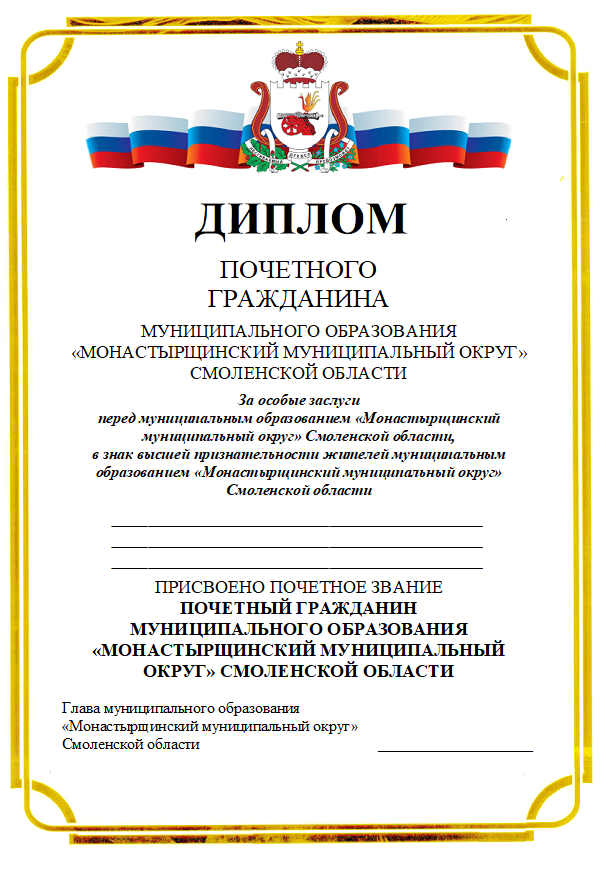 ДИПЛОМ
ПОЧЕТНОГО
ГРАЖДАНИНА
МУНИЦИПАЛЬНОГО ОБРАЗОВАНИЯ
«МОНАСТЫРЩИНСКИЙ МУНИЦИПАЛЬНЫЙ ОКРУГ»
СМОЛЕНСКОЙ ОБЛАСТИ
За особые заслуги
перед муниципальным образованием «Монастырщинский
муниципальный округ» Смоленской области,
в знак высшей признательности жителей муниципальным
образованием «Монастырщинский муниципальный округ»
Смоленской области
ПРИСВОЕНО ПОЧЕТНОЕ ЗВАНИЕ
ПОЧЕТНЫЙ ГРАЖДАНИН
МУНИЦИПАЛЬНОГО ОБРАЗОВАНИЯ
«МОНАСТЫРЩИНСКИЙ МУНИЦИПАЛЬНЫЙ
ОКРУГ» СМОЛЕНСКОЙ ОБЛАСТИ
Глава муниципального образования
«Монастырщинский муниципальный округ»
Смоленской области